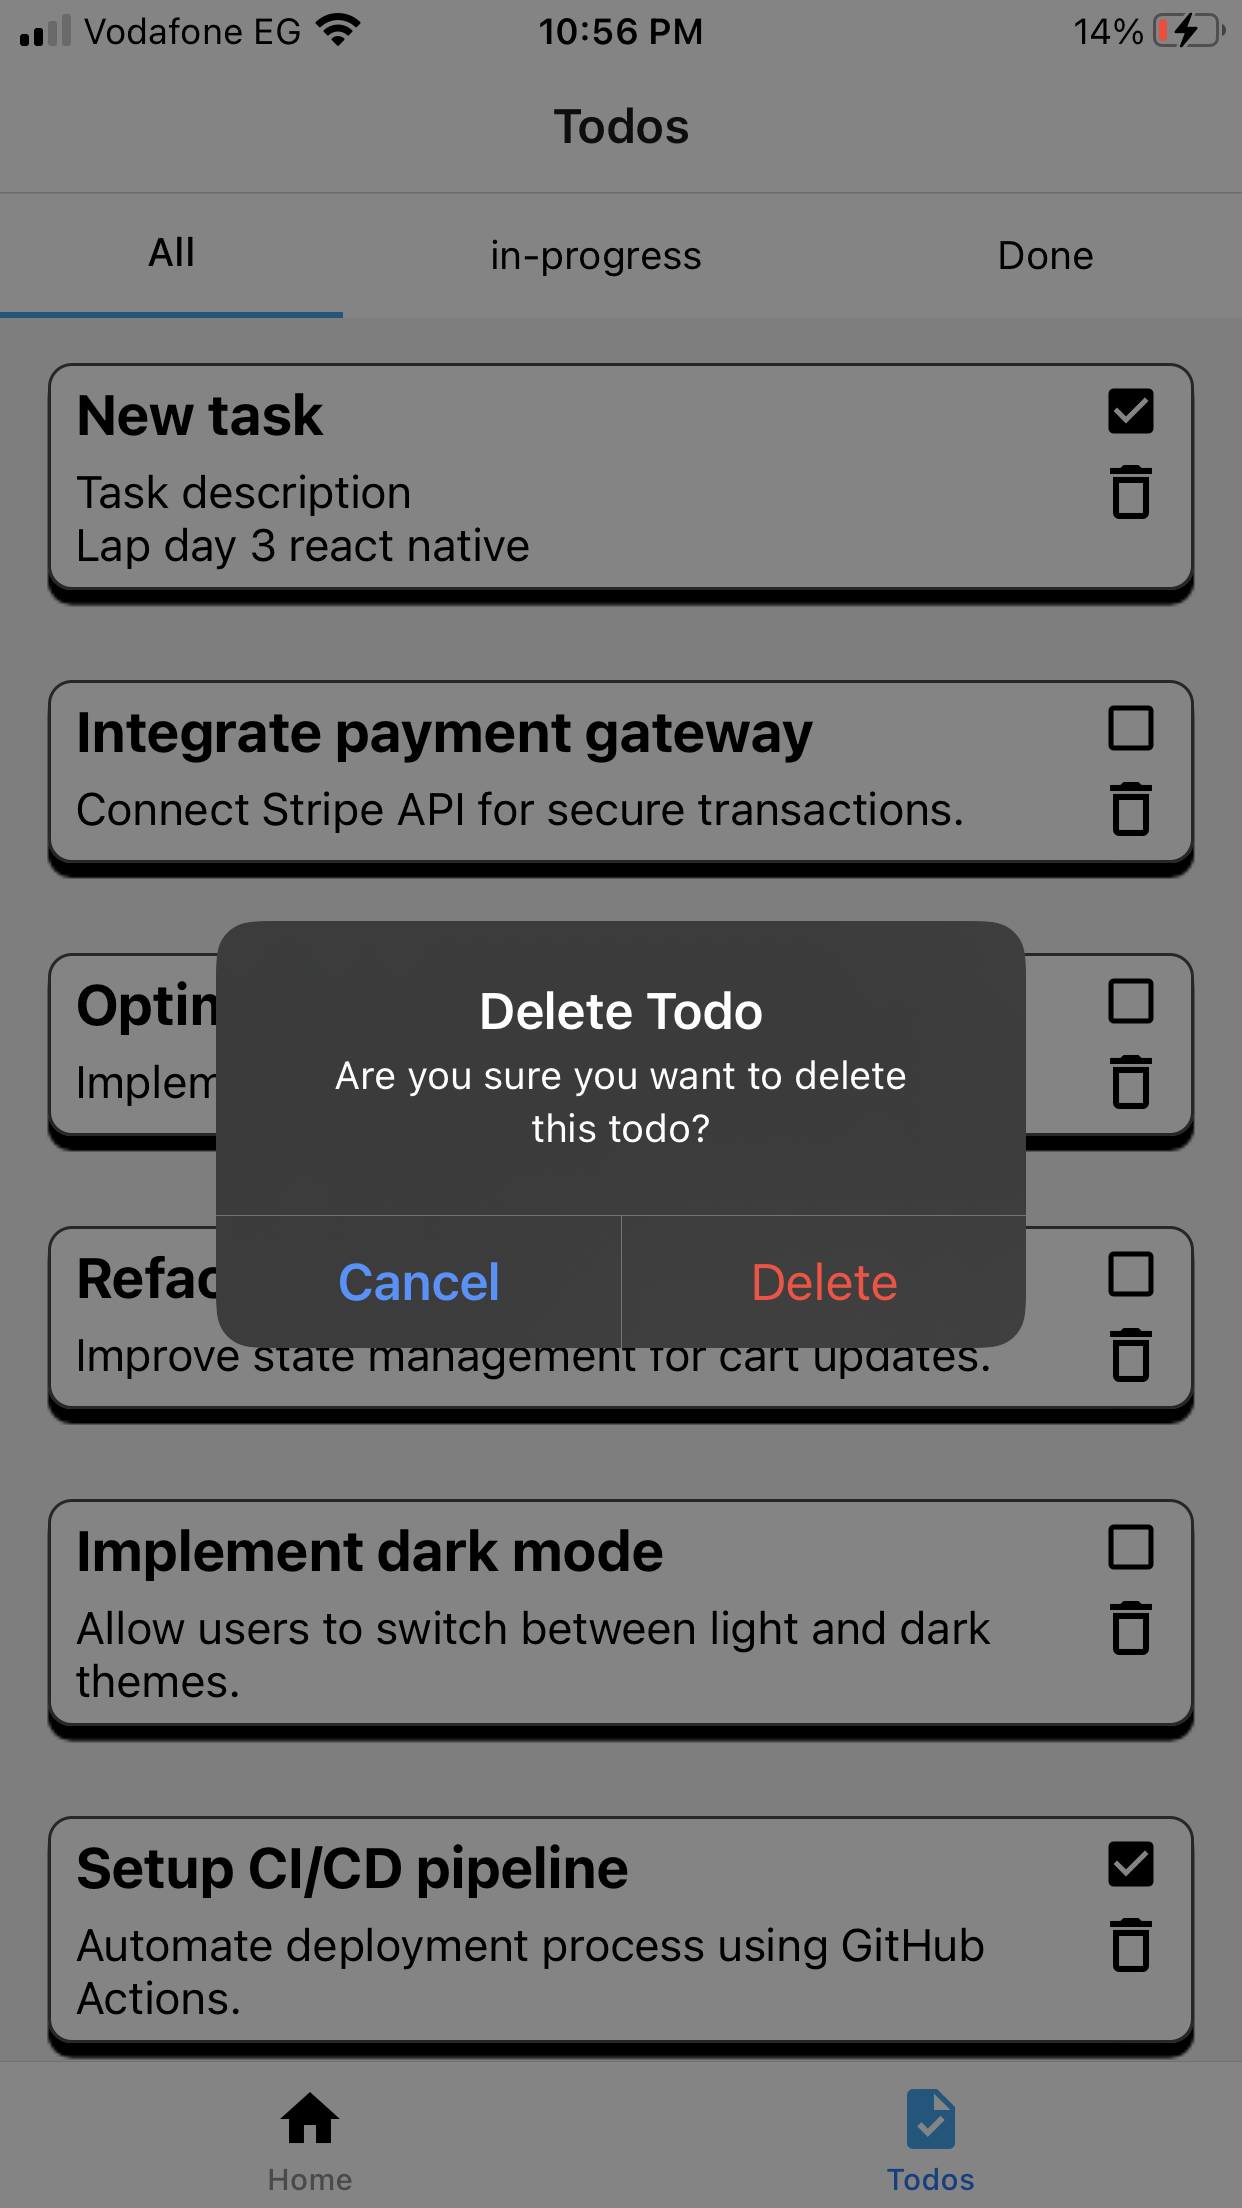 Vodafone EG
10:56 PM
14%
Todos
All
in-progress
Done
New task
Task description
Lap day 3 react native
Integrate payment gateway
Connect Stripe API for secure transactions.
Delete Todo
Are you sure you want to delete
this todo?
Cancel
Delete
Improve state management for cart updates.
Implement dark mode
Allow users to switch between light and dark
themes.
Setup CI/CD pipeline
Automate deployment process using GitHub
Actions.
Home
Todos